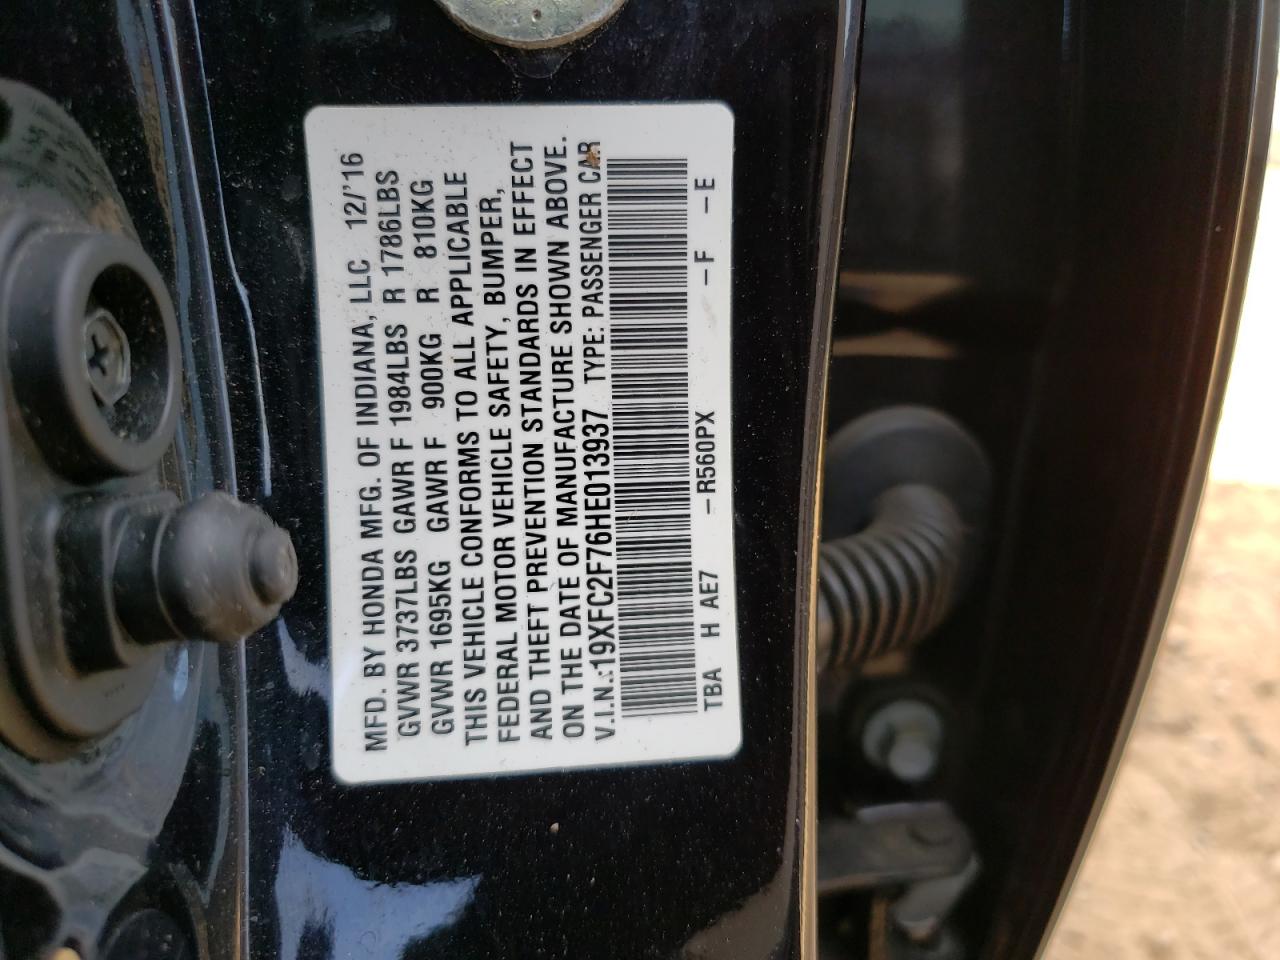 MFD. BY HONDA MFG. OF INDIANA, LLC 12/'16
GVWR 3737LBS GAWR F 1984LBS R 1786LBS
GVWR 1695KG GAWR F 900KG R 810KG
THIS VEHICLE CONFORMS TO ALL APPLICABLE
FEDERAL MOTOR VEHICLE SAFETY, BUMPER,
AND THEFT PREVENTION STANDARDS IN EFFECT
ON THE DATE OF MANUFACTURE SHOWN ABOVE.
V.I.N.:19XFC2F76HE013937 TYPE: PASSENGER CAR
TBA H AE7 -R560PX -F -E